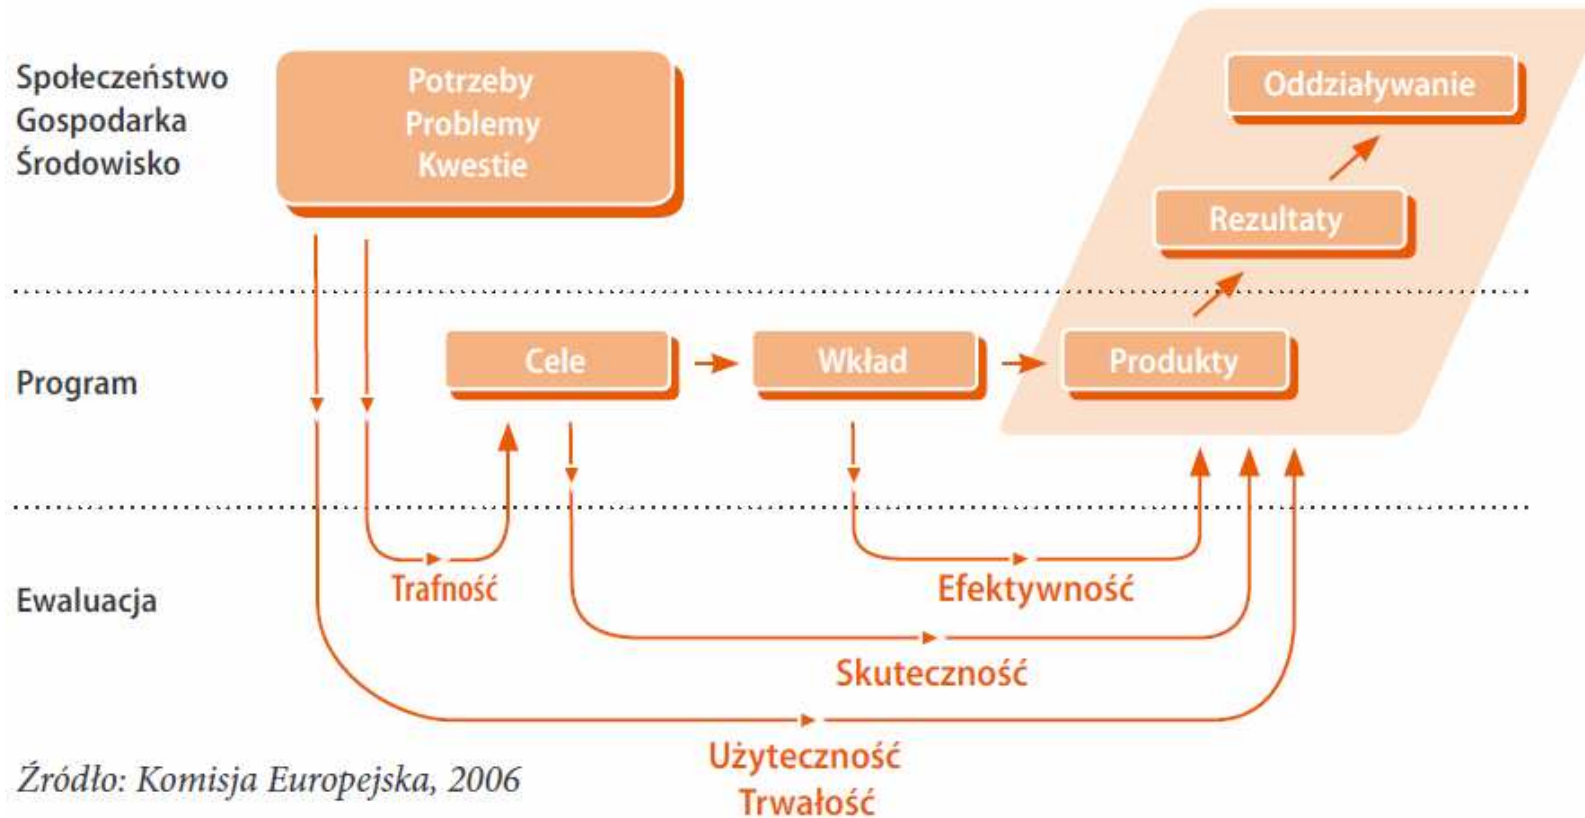 Społeczeństwo
Gospodarka
Środowisko
Potrzeby
Problemy
Kwestie
Oddziaływanie
Rezultaty
Program
Cele
Wkład
Produkty
Ewaluacja
Trafność
Efektywność
Skuteczność
Użyteczność
Trwałość
Źródło: Komisja Europejska, 2006